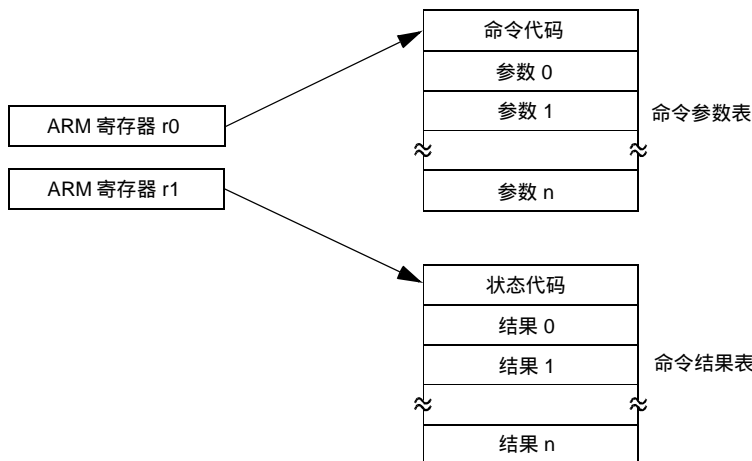 命令代码
参数 0
参数 1
命令参数表
ARM 寄存器 r0
ARM 寄存器 r1
参数 n
状态代码
结果 0
结果 1
命令结果表
结果 n